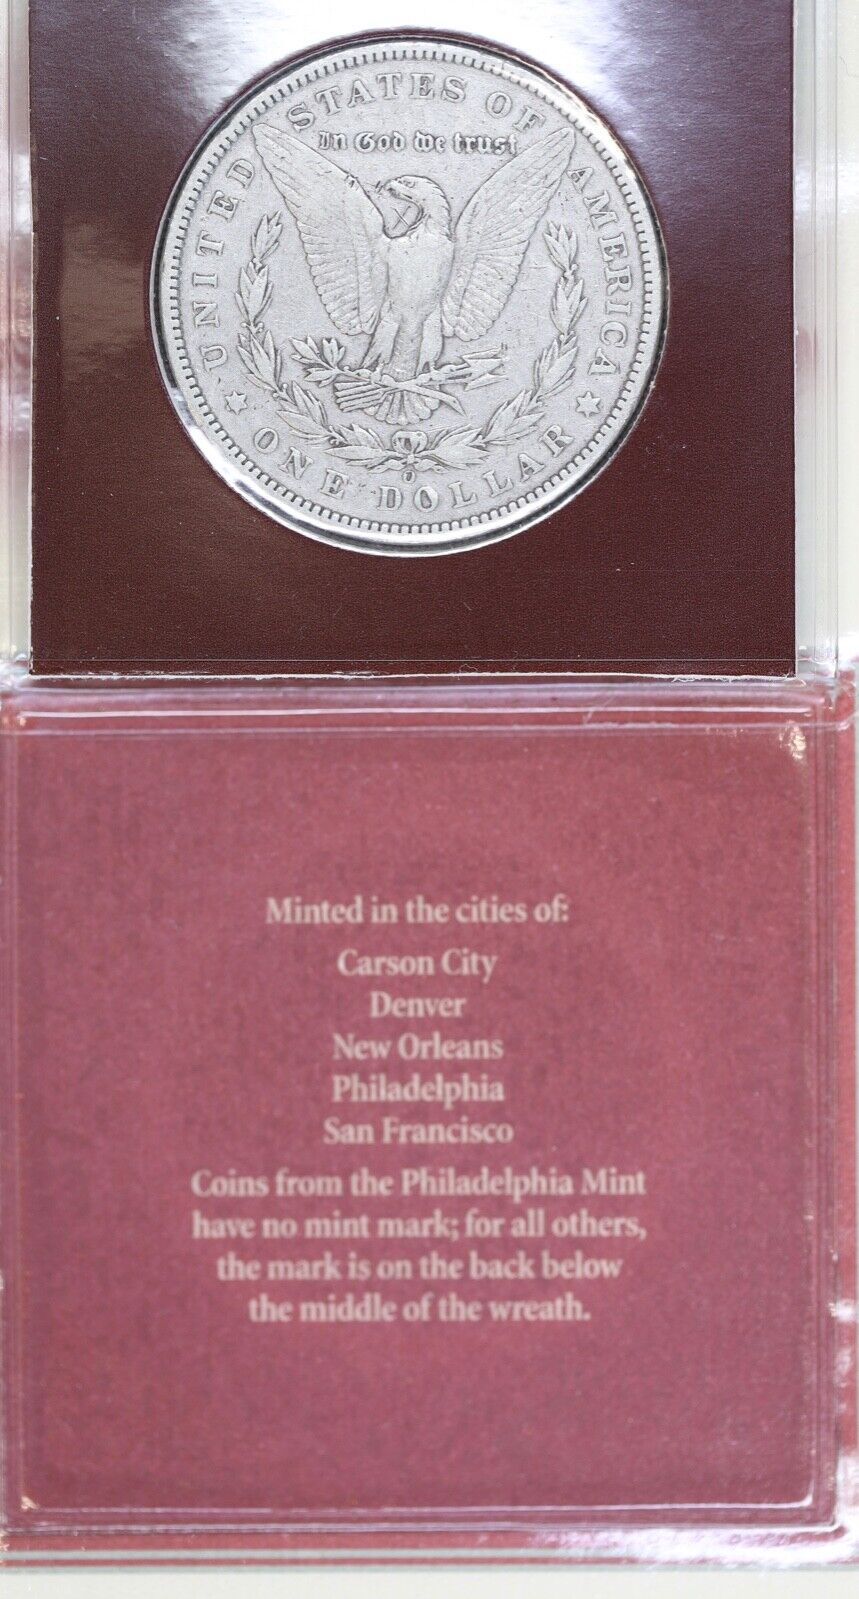 UNITED STATES OF AMERICA
In God we trust
O
ONE DOLLAR
Minted in the cities of:
Carson City
Denver
New Orleans
Philadelphia
San Francisco
Coins from the Philadelphia Mint
have no mint mark; for all others,
the mark is on the back below
the middle of the wreath.